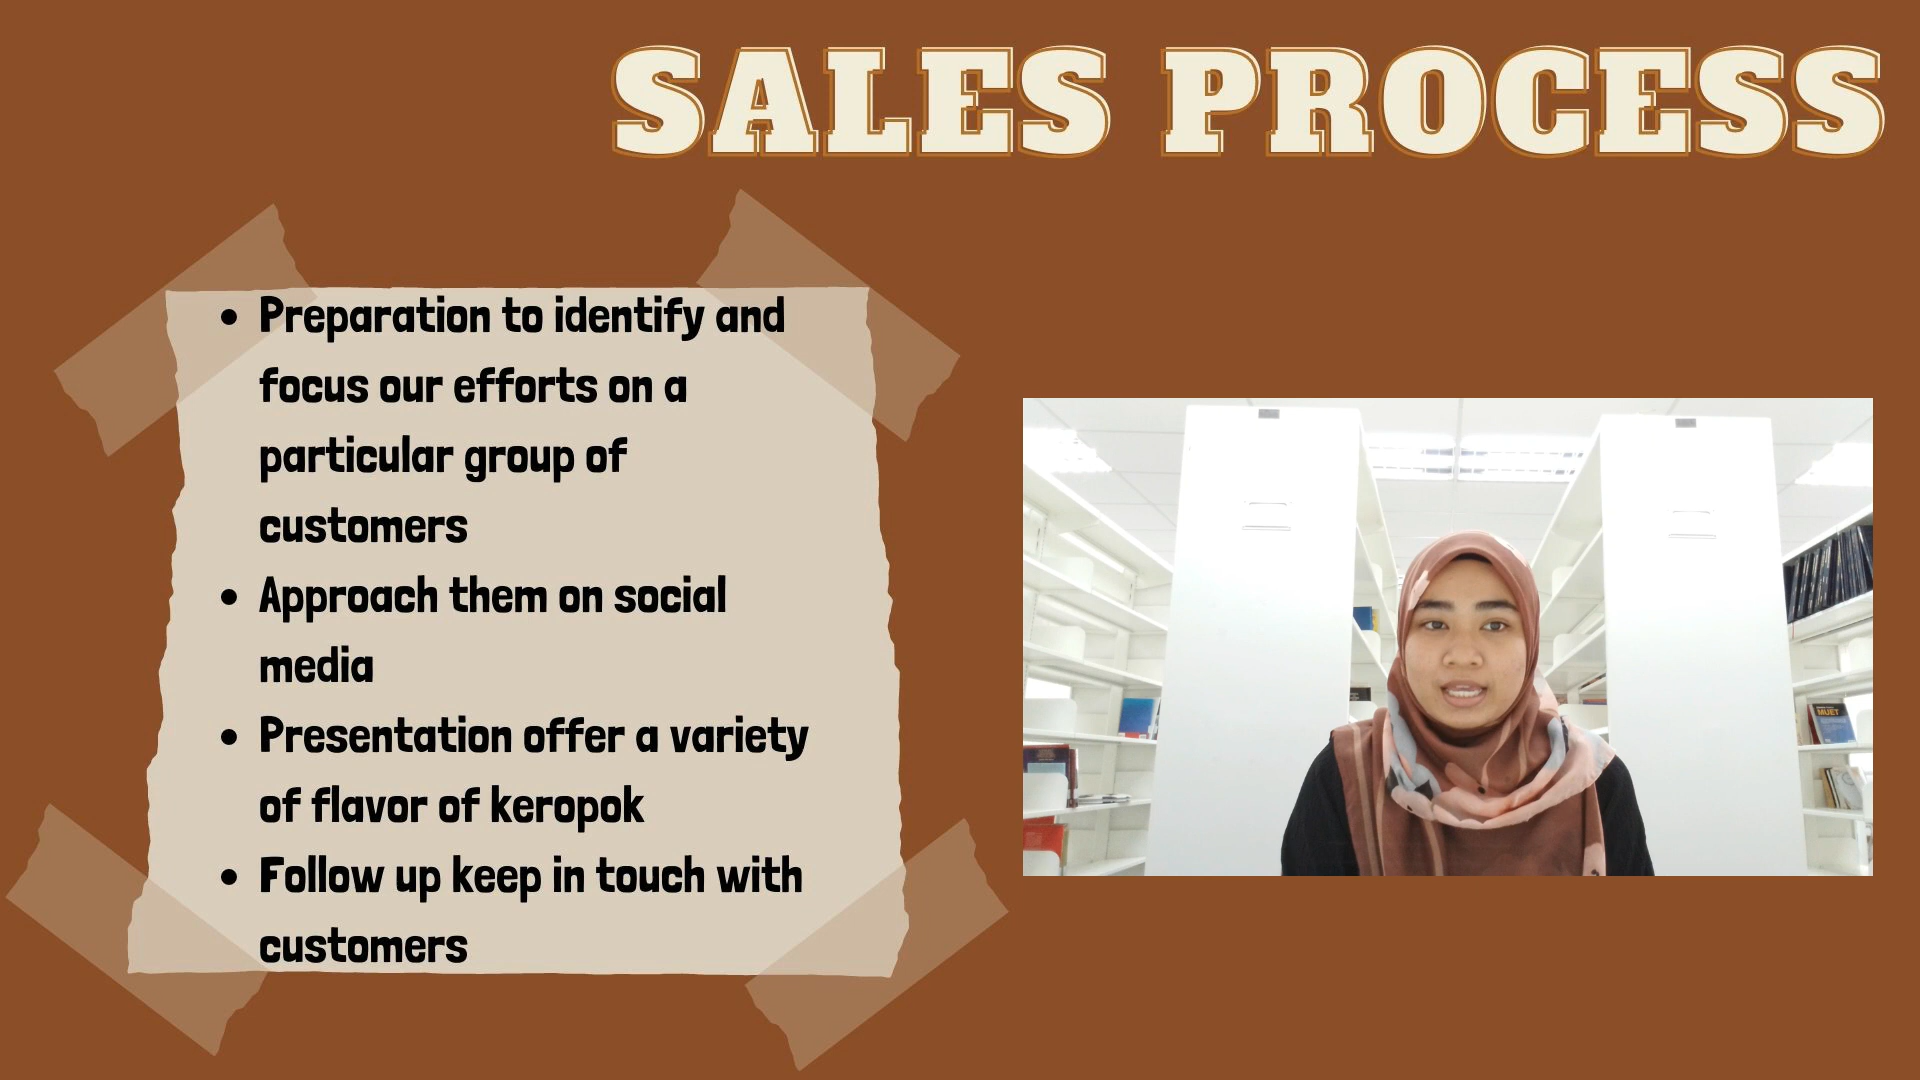 SALES PROCESS
• Preparation to identify and
focus our efforts on a
particular group of
customers
• Approach them on social
media
• Presentation offer a variety
of flavor of keropok
• Follow up keep in touch with
customers
MUET